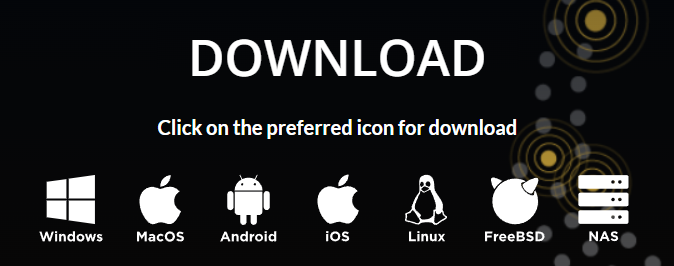 DOWNLOAD
Click on the preferred icon for download
Windows MacOS Android iOS Linux FreeBSD NAS